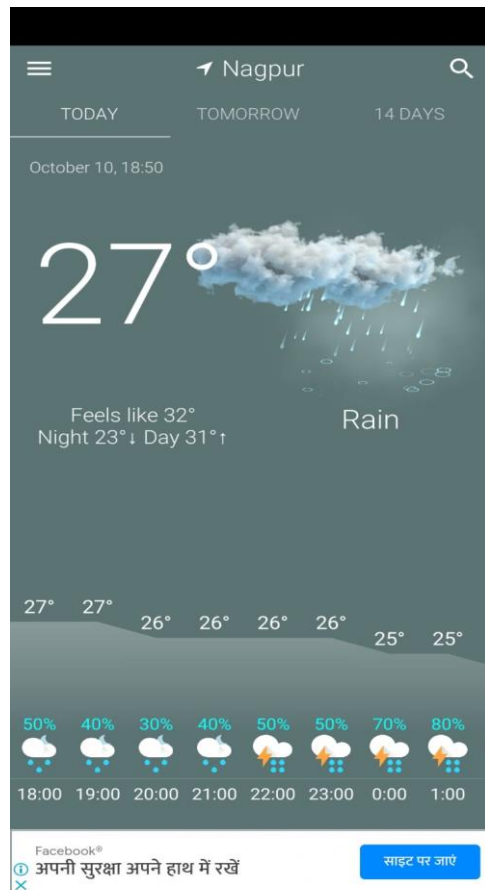 Nagpur
TODAY TOMORROW 14 DAYS
October 10, 18:50
27°
Feels like 32°
Night 23°↓ Day 31°↑
Rain
27° 27° 26° 26° 26° 26° 25° 25°
50% 40% 30% 40% 50% 50% 70% 80%
18:00 19:00 20:00 21:00 22:00 23:00 0:00 1:00
Facebook®
अपनी सुरक्षा अपने हाथ में रखें
साइट पर जाएं